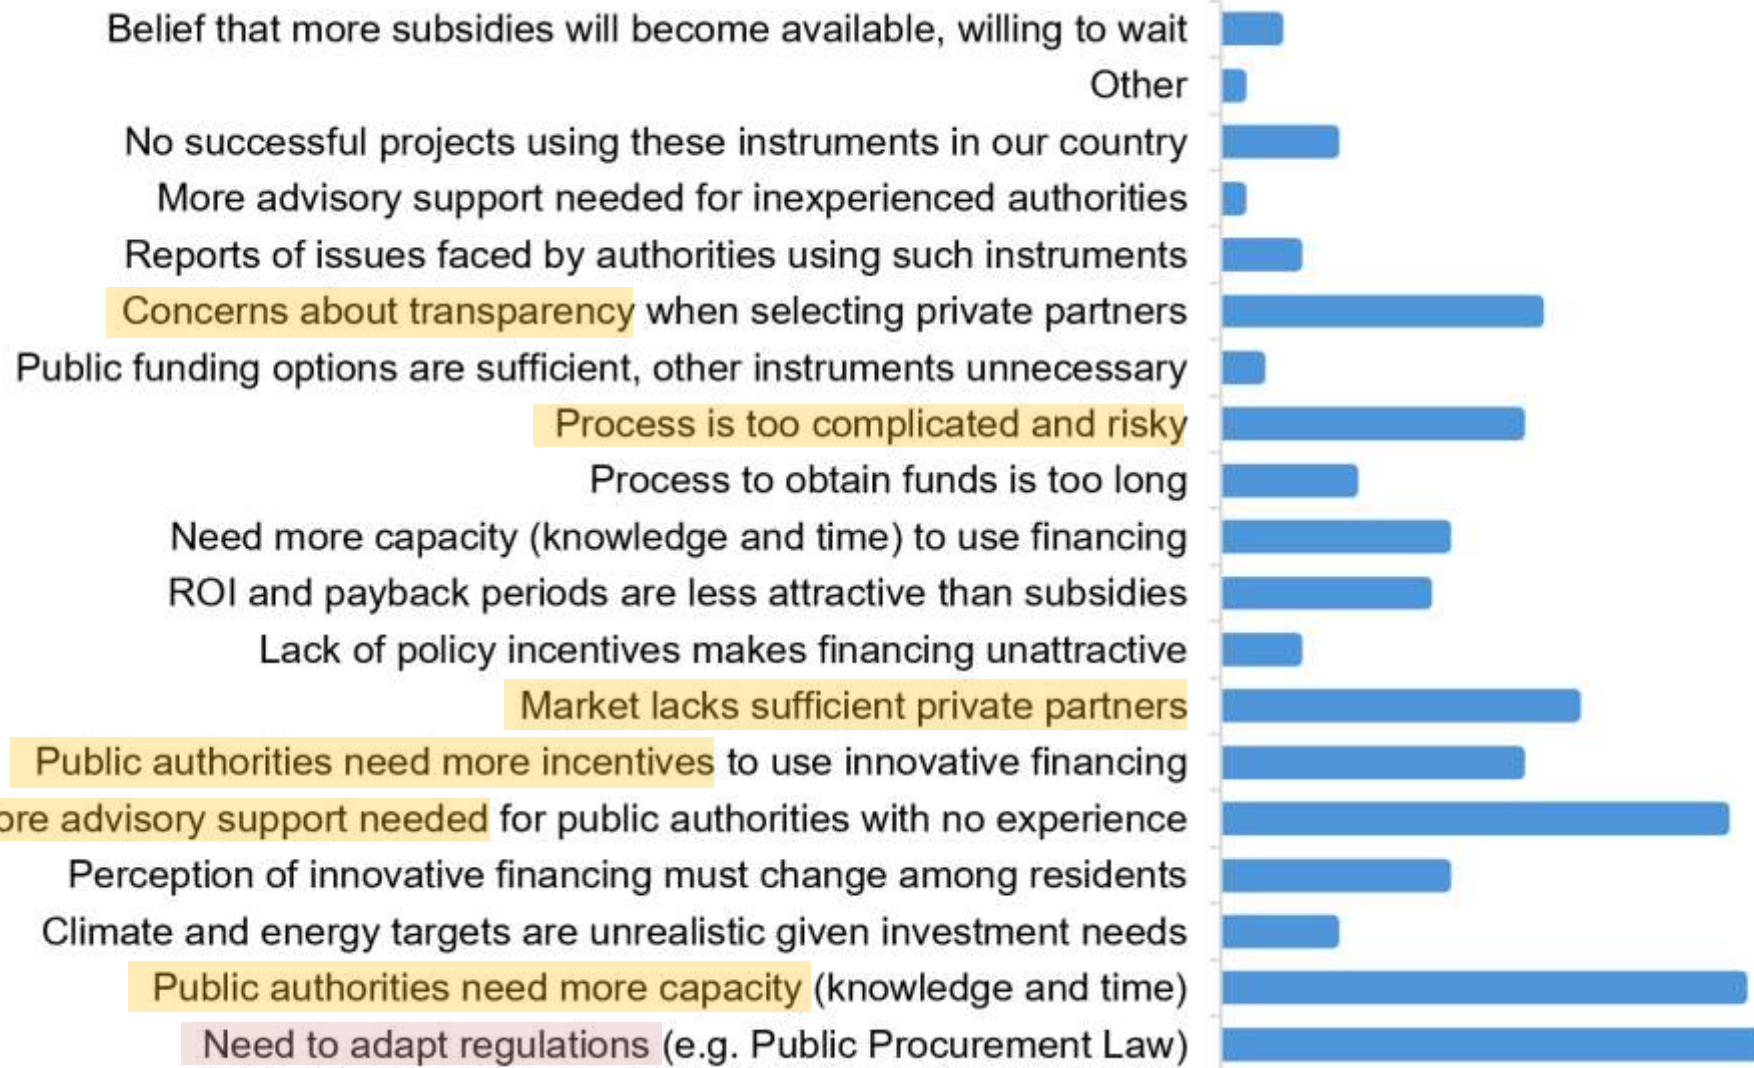 Belief that more subsidies will become available, willing to wait
Other
No successful projects using these instruments in our country
More advisory support needed for inexperienced authorities
Reports of issues faced by authorities using such instruments
Concerns about transparency when selecting private partners
Public funding options are sufficient, other instruments unnecessary
Process is too complicated and risky
Process to obtain funds is too long
Need more capacity (knowledge and time) to use financing
ROI and payback periods are less attractive than subsidies
Lack of policy incentives makes financing unattractive
Market lacks sufficient private partners
Public authorities need more incentives to use innovative financing
ore advisory support needed for public authorities with no experience
Perception of innovative financing must change among residents
Climate and energy targets are unrealistic given investment needs
Public authorities need more capacity (knowledge and time)
Need to adapt regulations (e.g. Public Procurement Law)